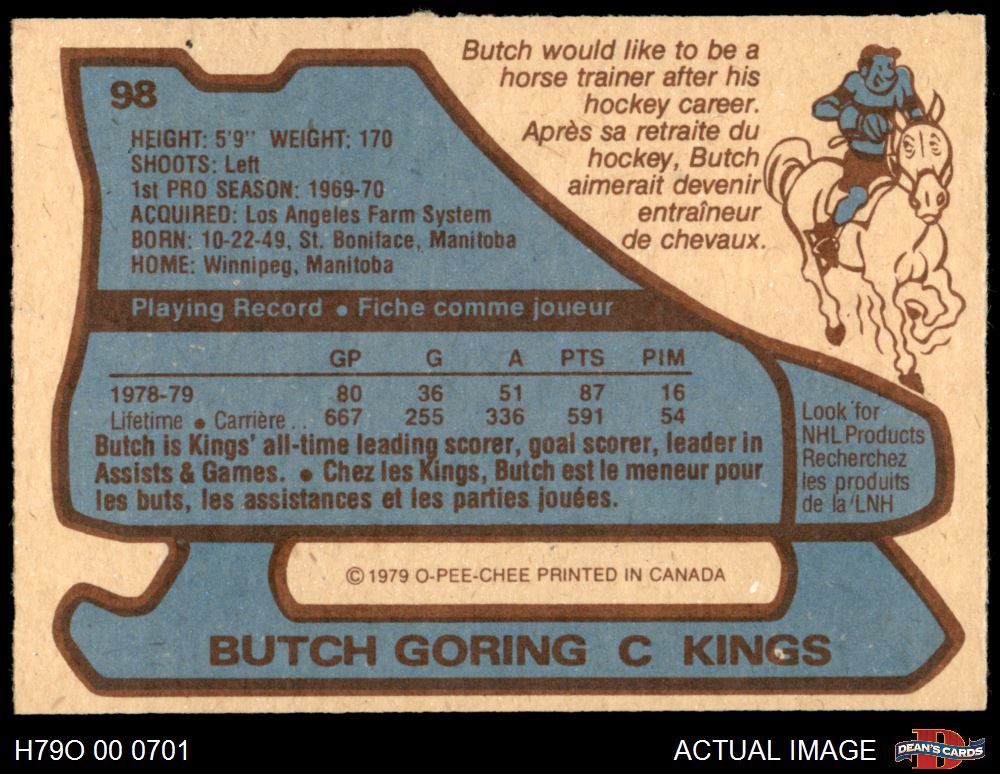 98
HEIGHT: 5'9" WEIGHT: 170
SHOOTS: Left
1st PRO SEASON: 1969-70
ACQUIRED: Los Angeles Farm System
BORN: 10-22-49, St. Boniface, Manitoba
HOME: Winnipeg, Manitoba
Butch would like to be a
horse trainer after his
hockey career.
Après sa retraite du
hockey, Butch
aimerait devenir
entraîneur
de chevaux.
Playing Record • Fiche comme joueur
GP G A PTS PIM
1978-79 80 36 51 87 16
Lifetime • Carrière . . 667 255 336 591 54
Butch is Kings' all-time leading scorer, goal scorer, leader in
Assists & Games. • Chez les Kings, Butch est le meneur pour
les buts, les assistances et les parties jouées.
Look for
NHL Products
Recherchez
les produits
de la LNH
© 1979 O-PEE-CHEE PRINTED IN CANADA
BUTCH GORING C KINGS
H79O 00 0701
ACTUAL IMAGE
DEAN'S CARDS